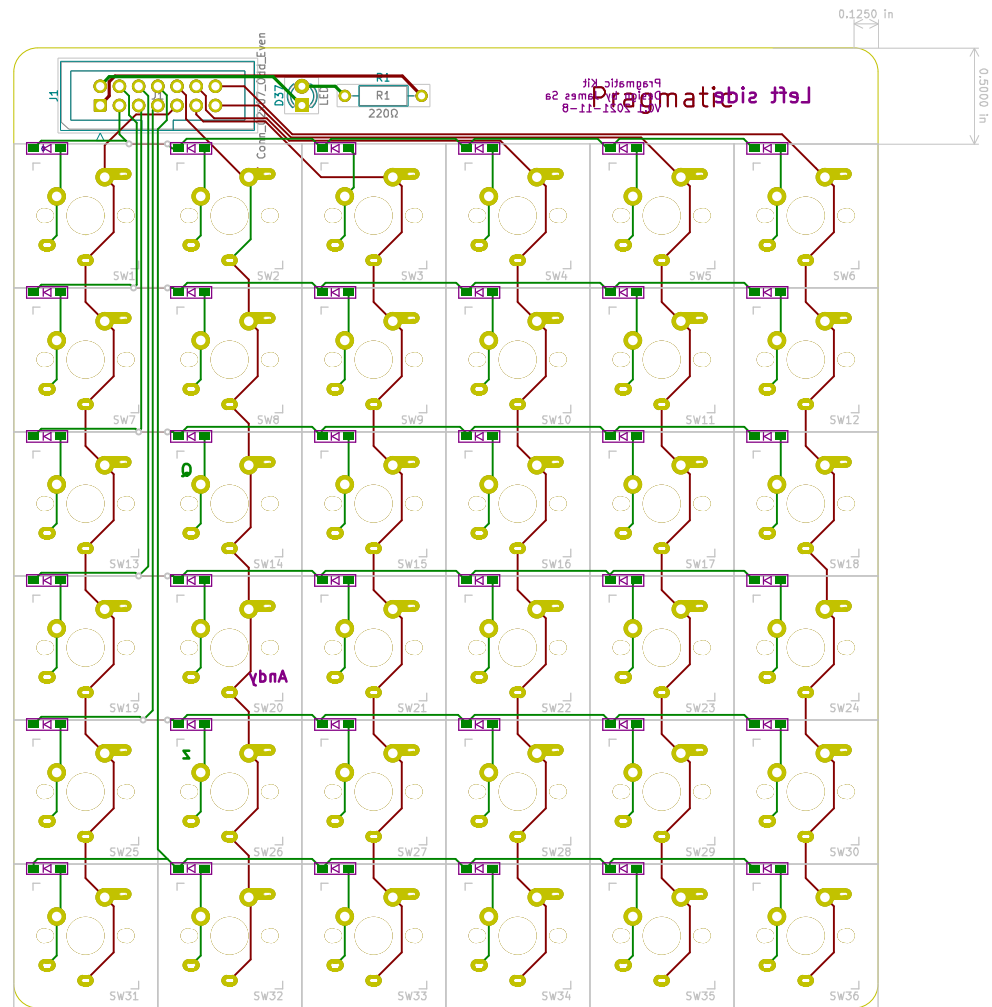 0.1250 in
Conn_02x07_Odd_Even
J1
J1
D37
LED
R1
R1
220Ω
Pragmatic Kit
Design by James Sa
V0.1 2021-11-8
Pragmatic
Left side
0.5000 in
SW1 SW2 SW3 SW4 SW5 SW6
SW7 SW8 SW9 SW10 SW11 SW12
Q
SW13 SW14 SW15 SW16 SW17 SW18
Andy
SW19 SW20 SW21 SW22 SW23 SW24
z
SW25 SW26 SW27 SW28 SW29 SW30
SW31 SW32 SW33 SW34 SW35 SW36